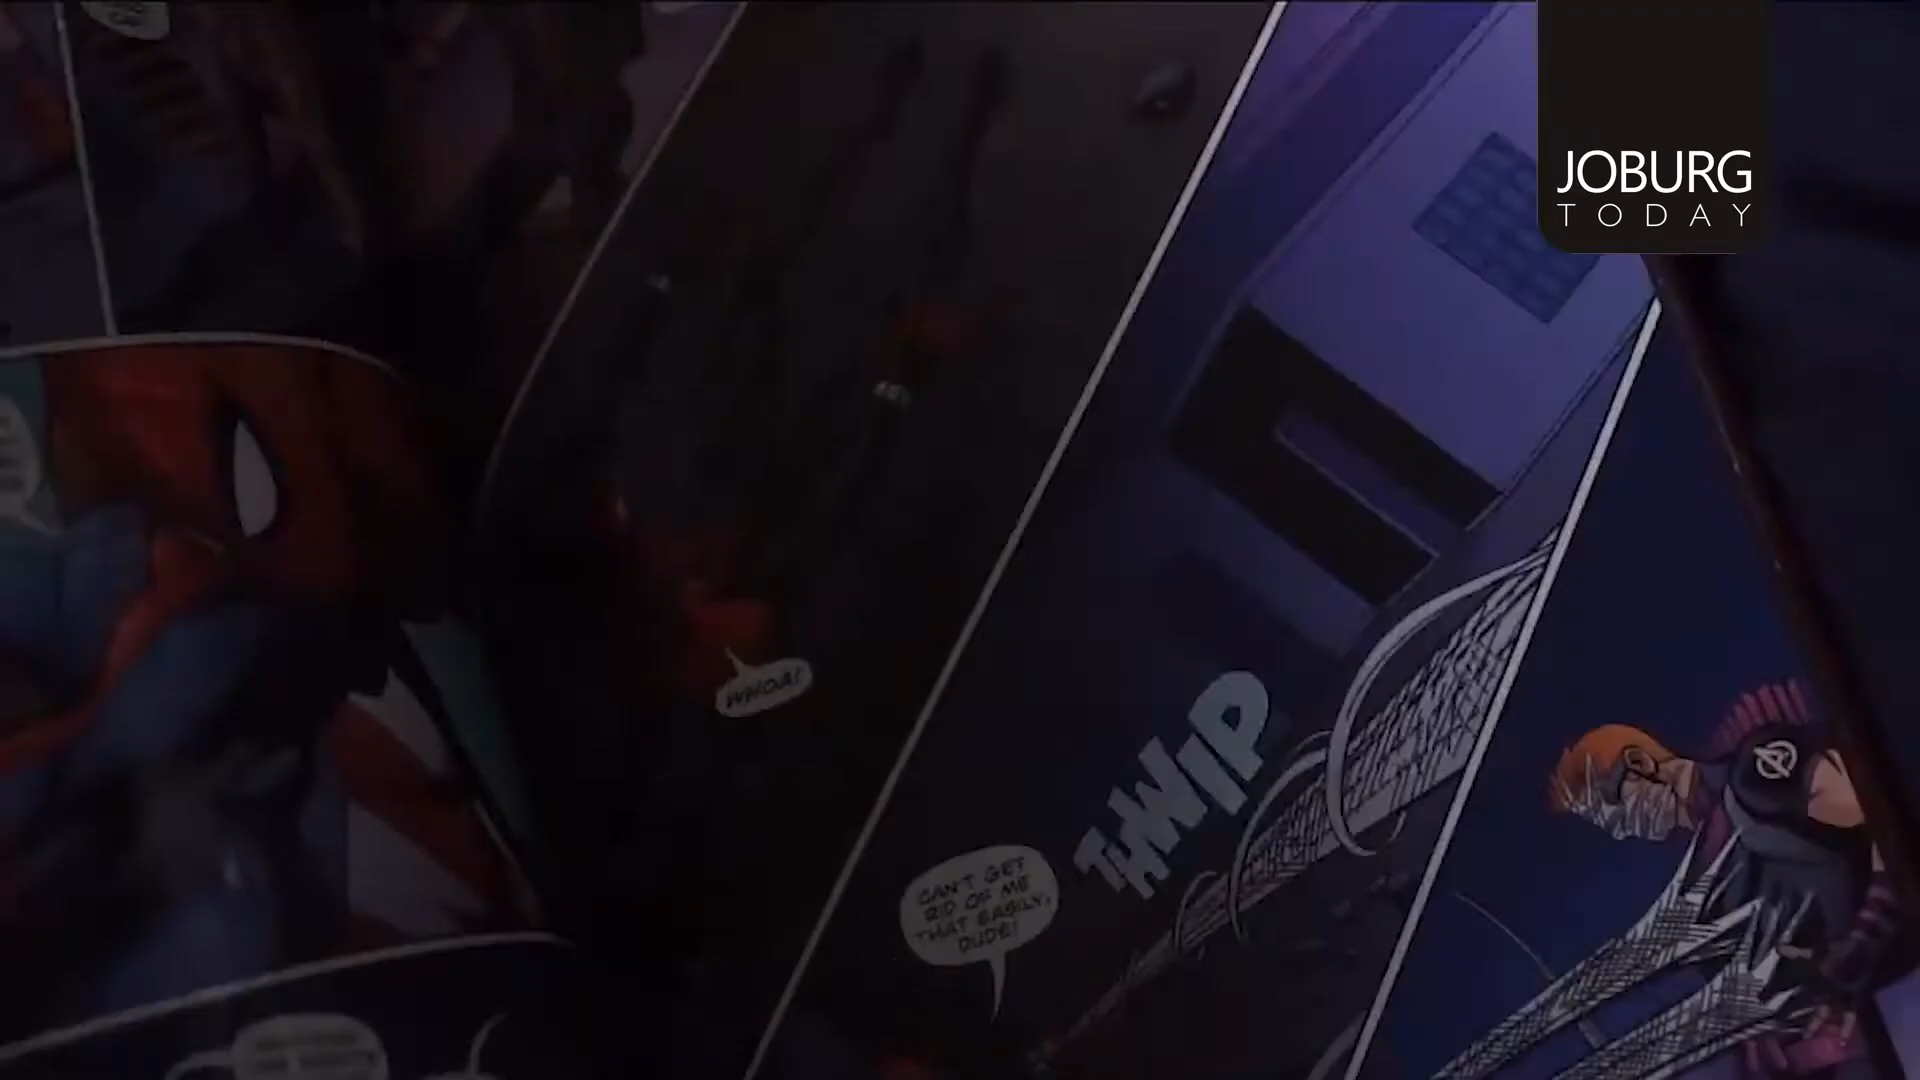 JOBURG
TODAY
WHOA!
THWIP
CAN'T GET
RID OF ME
THAT EASILY,
DUDE!